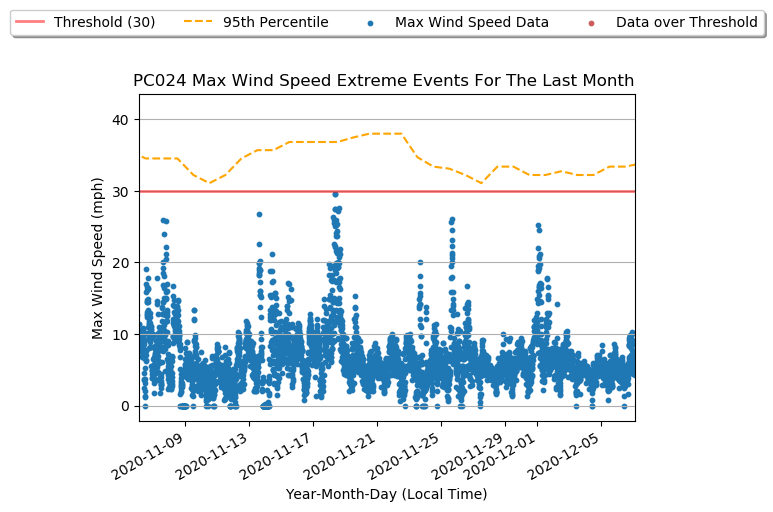 Threshold (30) 95th Percentile Max Wind Speed Data Data over Threshold
PC024 Max Wind Speed Extreme Events For The Last Month
40
30
20
10
0
Max Wind Speed (mph)
2020-11-09 2020-11-13 2020-11-17 2020-11-21 2020-11-25 2020-11-29 2020-12-01 2020-12-05
Year-Month-Day (Local Time)